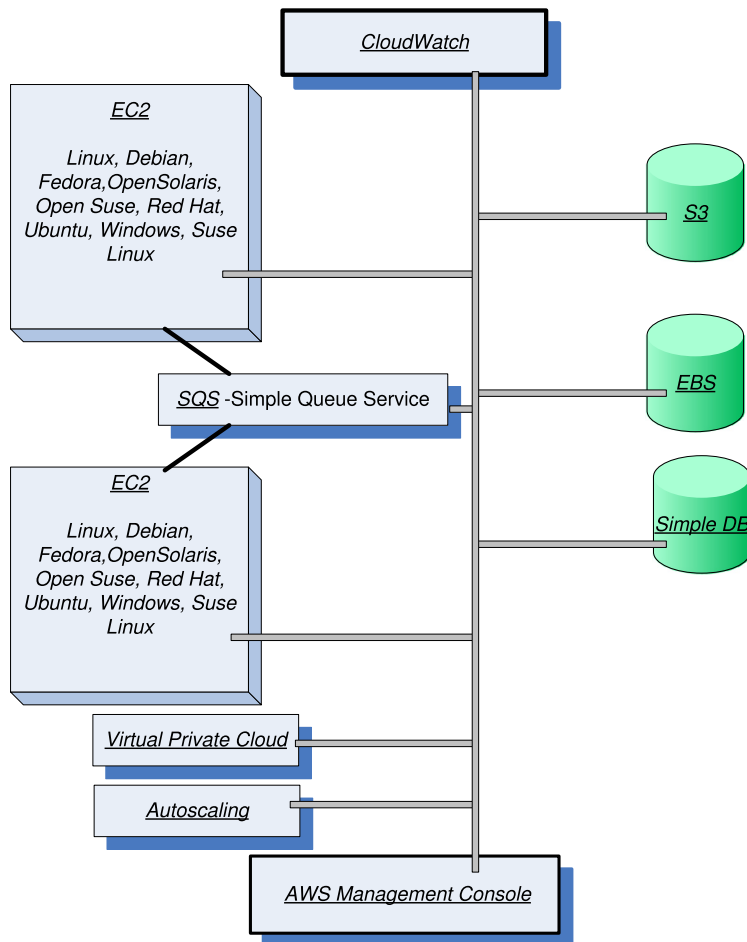 CloudWatch
EC2
Linux, Debian,
Fedora,OpenSolaris,
Open Suse, Red Hat,
Ubuntu, Windows, Suse
Linux
S3
SQS -Simple Queue Service
EBS
EC2
Linux, Debian,
Fedora,OpenSolaris,
Open Suse, Red Hat,
Ubuntu, Windows, Suse
Linux
Simple DB
Virtual Private Cloud
Autoscaling
AWS Management Console